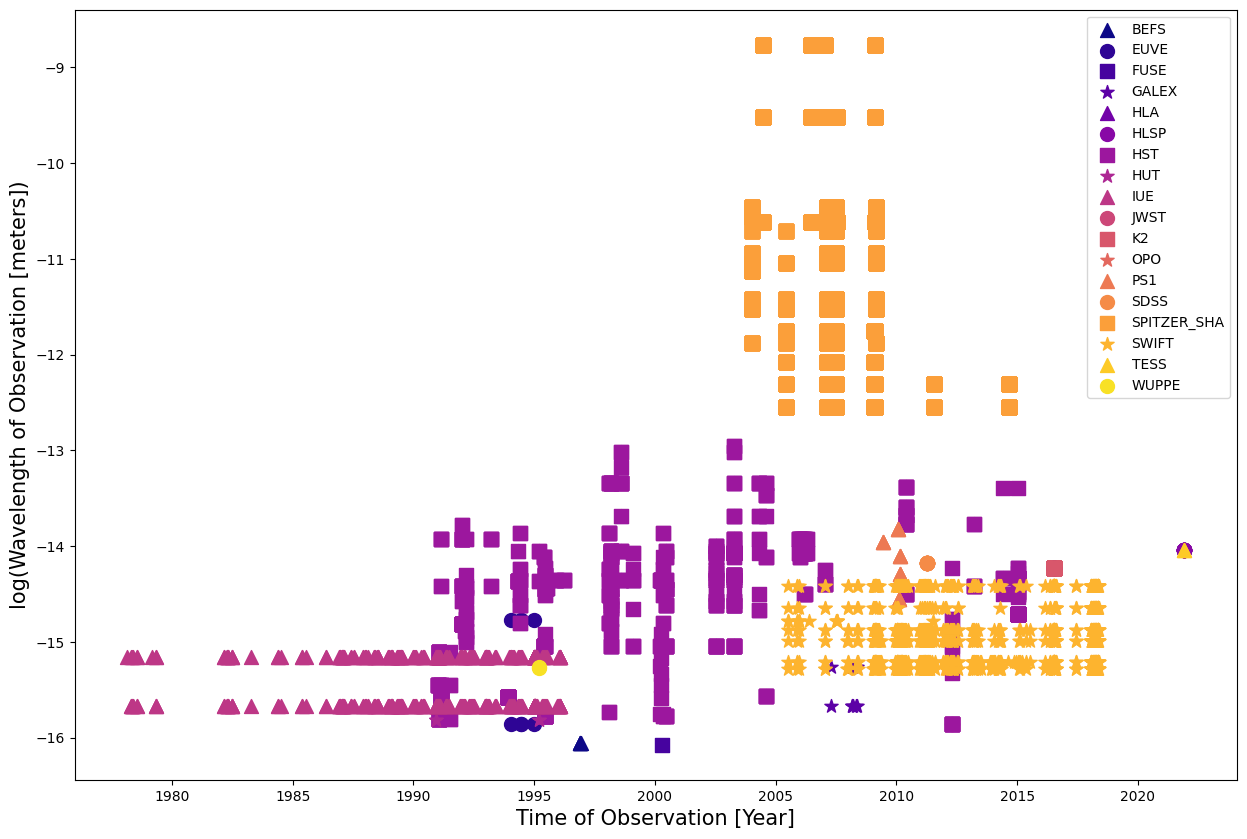 log(Wavelength of Observation [meters])
−9
−10
−11
−12
−13
−14
−15
−16
1980
1985
1990
1995
2000
2005
2010
2015
2020
Time of Observation [Year]
BEFS
EUVE
FUSE
GALEX
HLA
HLSP
HST
HUT
IUE
JWST
K2
OPO
PS1
SDSS
SPITZER_SHA
SWIFT
TESS
WUPPE